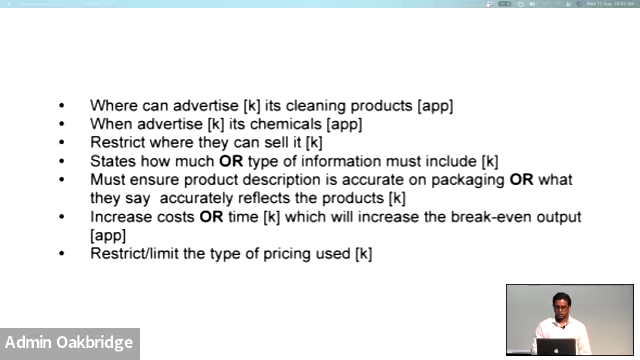 • Where can advertise [k] its cleaning products [app]
• When advertise [k] its chemicals [app]
• Restrict where they can sell it [k]
• States how much OR type of information must include [k]
• Must ensure product description is accurate on packaging OR what
they say accurately reflects the products [k]
• Increase costs OR time [k] which will increase the break-even output
[app]
• Restrict/limit the type of pricing used [k]
Admin Oakbridge